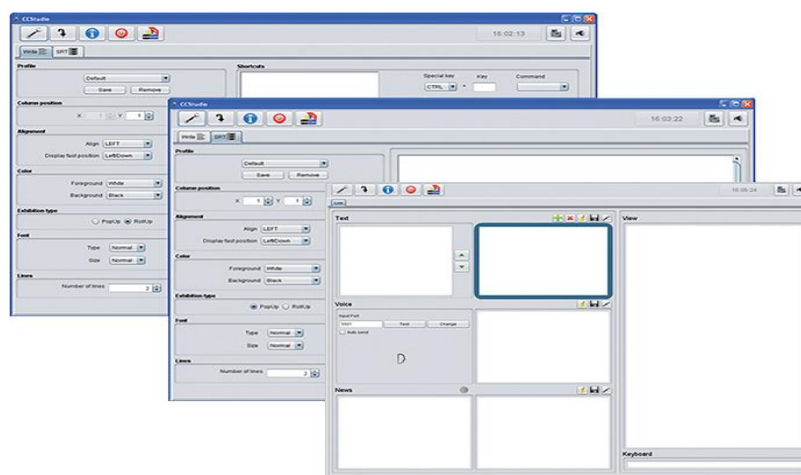 CCStudio
16:02:13
Write SRT
Profile
Default
Save Remove
Shortcuts
Special key Key Command
CTRL +
Column position
X 1 Y 1
Alignment
Align LEFT
Display fast position LeftDown
Color
Foreground White
Background Black
Exhibition type
PopUp RollUp
Font
Type Normal
Size Normal
Lines
Number of lines 2
CCStudio
16:03:22
Write SRT
Profile
Default
Save Remove
Column position
X 1 Y 1
Alignment
Align LEFT
Display fast position LeftDown
Color
Foreground White
Background Black
Exhibition type
PopUp RollUp
Font
Type Normal
Size Normal
Lines
Number of lines 2
Text
View
Voice
Input Port
Test Change
Auto send
D
News
Keyboard